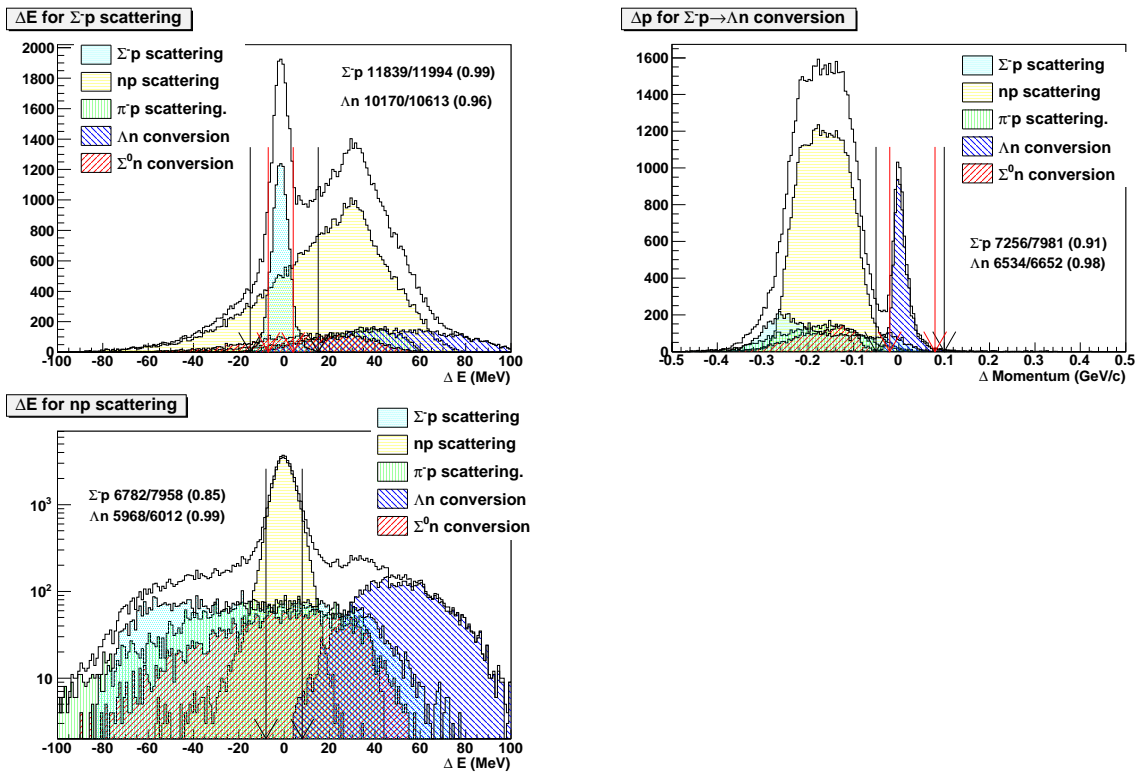 ΔE for Σ⁻p scattering
2000
1800
1600
1400
1200
1000
800
600
400
200
0
Σ⁻p scattering
np scattering
π⁻p scattering.
Λn conversion
Σ⁰n conversion
Σ⁻p 11839/11994 (0.99)
Λn 10170/10613 (0.96)
-100 -80 -60 -40 -20 0 20 40 60 80 100
Δ E (MeV)
Δp for Σ⁻p→Λn conversion
1600
1400
1200
1000
800
600
400
200
0
Σ⁻p scattering
np scattering
π⁻p scattering.
Λn conversion
Σ⁰n conversion
Σ⁻p 7256/7981 (0.91)
Λn 6534/6652 (0.98)
-0.5 -0.4 -0.3 -0.2 -0.1 0 0.1 0.2 0.3 0.4 0.5
Δ Momentum (GeV/c)
ΔE for np scattering
10³
10²
10
Σ⁻p scattering
np scattering
π⁻p scattering.
Λn conversion
Σ⁰n conversion
Σ⁻p 6782/7958 (0.85)
Λn 5968/6012 (0.99)
-100 -80 -60 -40 -20 0 20 40 60 80 100
Δ E (MeV)